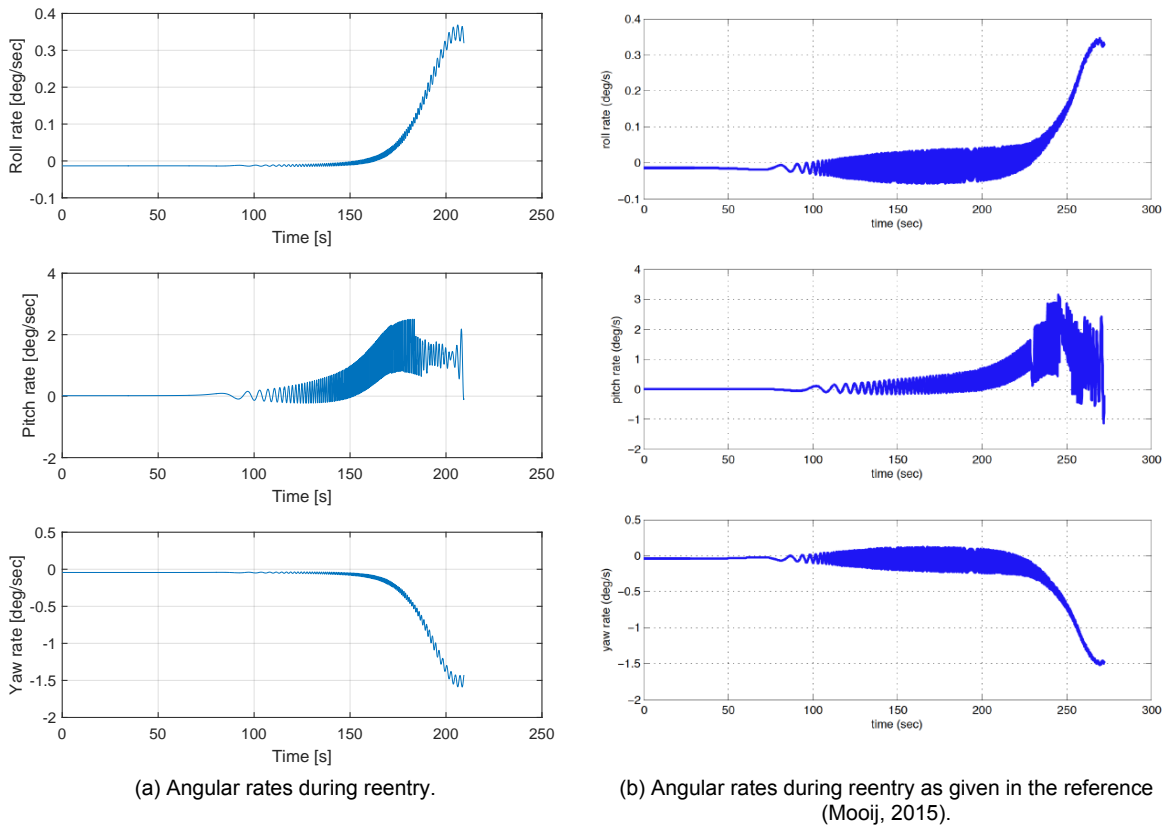 Roll rate [deg/sec]
0.4
0.3
0.2
0.1
0
-0.1
0 50 100 150 200 250
Time [s]
Pitch rate [deg/sec]
4
2
0
-2
0 50 100 150 200 250
Time [s]
Yaw rate [deg/sec]
0.5
0
-0.5
-1
-1.5
-2
0 50 100 150 200 250
Time [s]
(a) Angular rates during reentry.
roll rate (deg/s)
0.4
0.3
0.2
0.1
0
−0.1
0 50 100 150 200 250 300
time (sec)
pitch rate (deg/s)
4
3
2
1
0
−1
−2
0 50 100 150 200 250 300
time (sec)
yaw rate (deg/s)
0.5
0
−0.5
−1
−1.5
−2
0 50 100 150 200 250 300
time (sec)
(b) Angular rates during reentry as given in the reference
(Mooij, 2015).